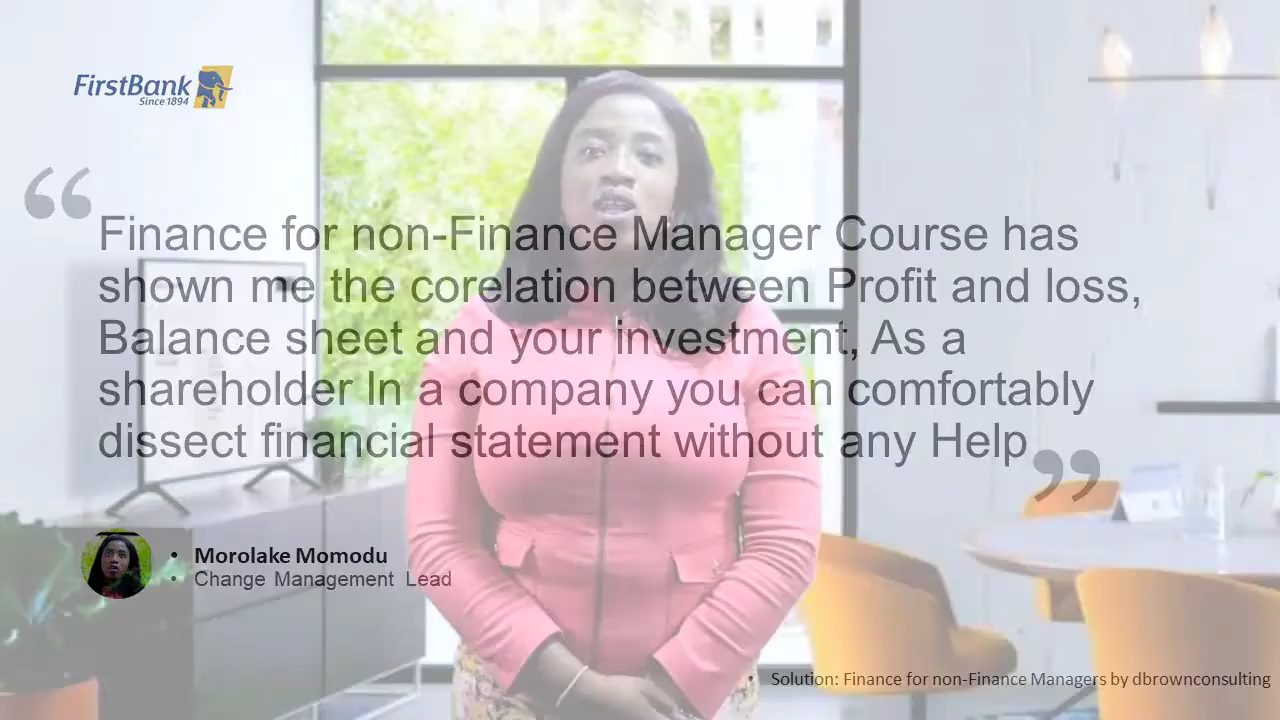 FirstBank
Since 1894
“
Finance for non-Finance Manager Course has
shown me the corelation between Profit and loss,
Balance sheet and your investment, As a
shareholder In a company you can comfortably
dissect financial statement without any Help
”
• Morolake Momodu
• Change Management Lead
• Solution: Finance for non-Finance Managers by dbrownconsulting